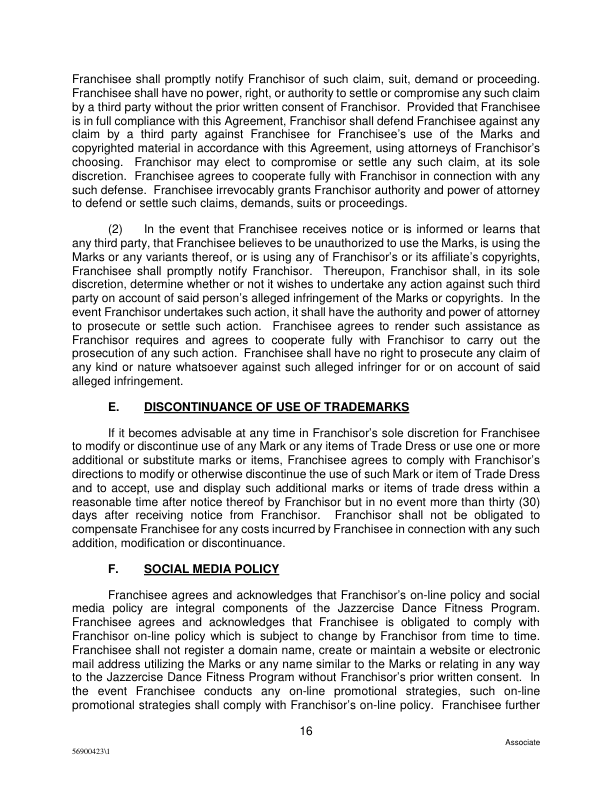 Franchisee shall promptly notify Franchisor of such claim, suit, demand or proceeding.
Franchisee shall have no power, right, or authority to settle or compromise any such claim
by a third party without the prior written consent of Franchisor.  Provided that Franchisee
is in full compliance with this Agreement, Franchisor shall defend Franchisee against any
claim by a third party against Franchisee for Franchisee’s use of the Marks and
copyrighted material in accordance with this Agreement, using attorneys of Franchisor’s
choosing.  Franchisor may elect to compromise or settle any such claim, at its sole
discretion.  Franchisee agrees to cooperate fully with Franchisor in connection with any
such defense.  Franchisee irrevocably grants Franchisor authority and power of attorney
to defend or settle such claims, demands, suits or proceedings.
(2) In the event that Franchisee receives notice or is informed or learns that
any third party, that Franchisee believes to be unauthorized to use the Marks, is using the
Marks or any variants thereof, or is using any of Franchisor’s or its affiliate’s copyrights,
Franchisee shall promptly notify Franchisor.  Thereupon, Franchisor shall, in its sole
discretion, determine whether or not it wishes to undertake any action against such third
party on account of said person’s alleged infringement of the Marks or copyrights.  In the
event Franchisor undertakes such action, it shall have the authority and power of attorney
to prosecute or settle such action.  Franchisee agrees to render such assistance as
Franchisor requires and agrees to cooperate fully with Franchisor to carry out the
prosecution of any such action.  Franchisee shall have no right to prosecute any claim of
any kind or nature whatsoever against such alleged infringer for or on account of said
alleged infringement.
E. DISCONTINUANCE OF USE OF TRADEMARKS
If it becomes advisable at any time in Franchisor’s sole discretion for Franchisee
to modify or discontinue use of any Mark or any items of Trade Dress or use one or more
additional or substitute marks or items, Franchisee agrees to comply with Franchisor’s
directions to modify or otherwise discontinue the use of such Mark or item of Trade Dress
and to accept, use and display such additional marks or items of trade dress within a
reasonable time after notice thereof by Franchisor but in no event more than thirty (30)
days after receiving notice from Franchisor.  Franchisor shall not be obligated to
compensate Franchisee for any costs incurred by Franchisee in connection with any such
addition, modification or discontinuance.
F. SOCIAL MEDIA POLICY
Franchisee agrees and acknowledges that Franchisor’s on-line policy and social
media policy are integral components of the Jazzercise Dance Fitness Program.
Franchisee agrees and acknowledges that Franchisee is obligated to comply with
Franchisor on-line policy which is subject to change by Franchisor from time to time.
Franchisee shall not register a domain name, create or maintain a website or electronic
mail address utilizing the Marks or any name similar to the Marks or relating in any way
to the Jazzercise Dance Fitness Program without Franchisor’s prior written consent.  In
the event Franchisee conducts any on-line promotional strategies, such on-line
promotional strategies shall comply with Franchisor’s on-line policy.  Franchisee further
16
Associate
56900423\1